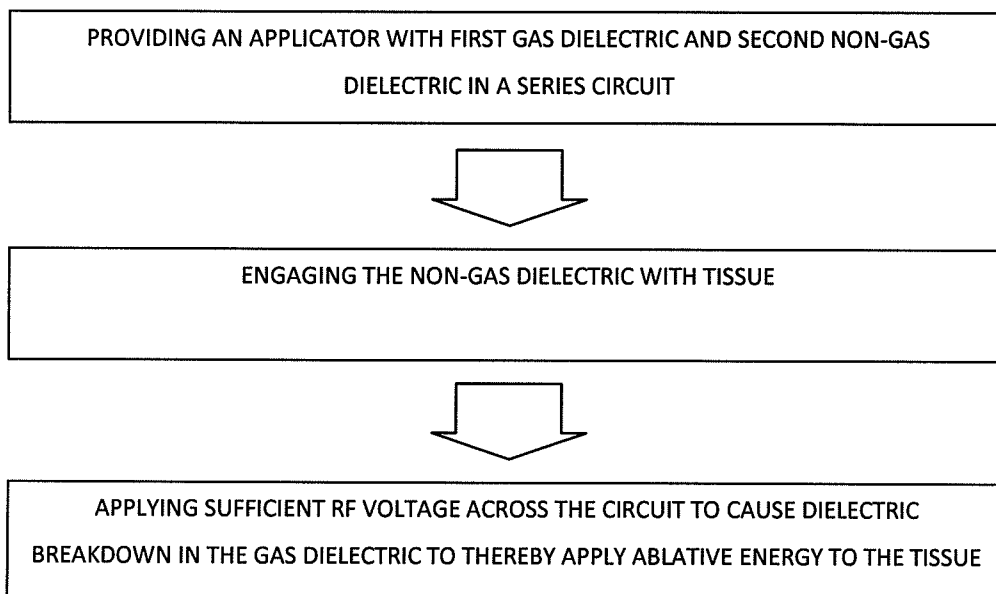 PROVIDING AN APPLICATOR WITH FIRST GAS DIELECTRIC AND SECOND NON-GAS
DIELECTRIC IN A SERIES CIRCUIT
ENGAGING THE NON-GAS DIELECTRIC WITH TISSUE
APPLYING SUFFICIENT RF VOLTAGE ACROSS THE CIRCUIT TO CAUSE DIELECTRIC
BREAKDOWN IN THE GAS DIELECTRIC TO THEREBY APPLY ABLATIVE ENERGY TO THE TISSUE